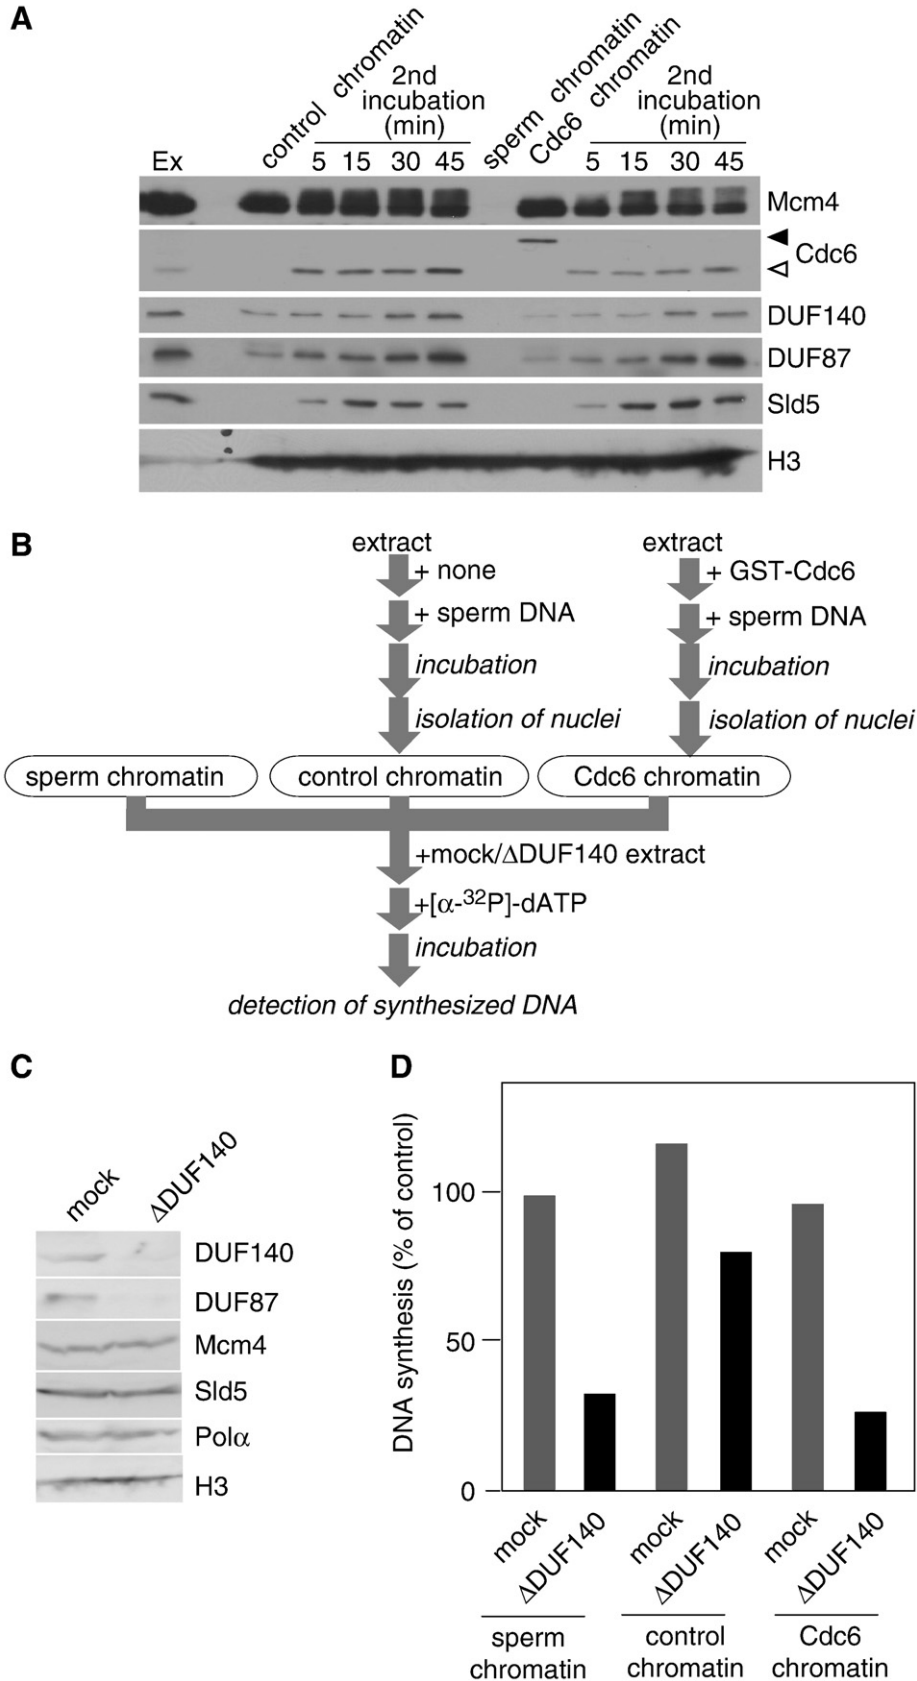 A
control chromatin
2nd
incubation
(min)
sperm chromatin
Cdc6 chromatin
2nd
incubation
(min)
Ex
5 15 30 45
5 15 30 45
Mcm4
Cdc6
DUF140
DUF87
Sld5
H3
B
extract
+ none
+ sperm DNA
incubation
isolation of nuclei
extract
+ GST-Cdc6
+ sperm DNA
incubation
isolation of nuclei
sperm chromatin
control chromatin
Cdc6 chromatin
+mock/ΔDUF140 extract
+[α-³²P]-dATP
incubation
detection of synthesized DNA
C
mock
ΔDUF140
DUF140
DUF87
Mcm4
Sld5
Polα
H3
D
DNA synthesis (% of control)
100
50
0
mock
ΔDUF140
mock
ΔDUF140
mock
ΔDUF140
sperm
chromatin
control
chromatin
Cdc6
chromatin